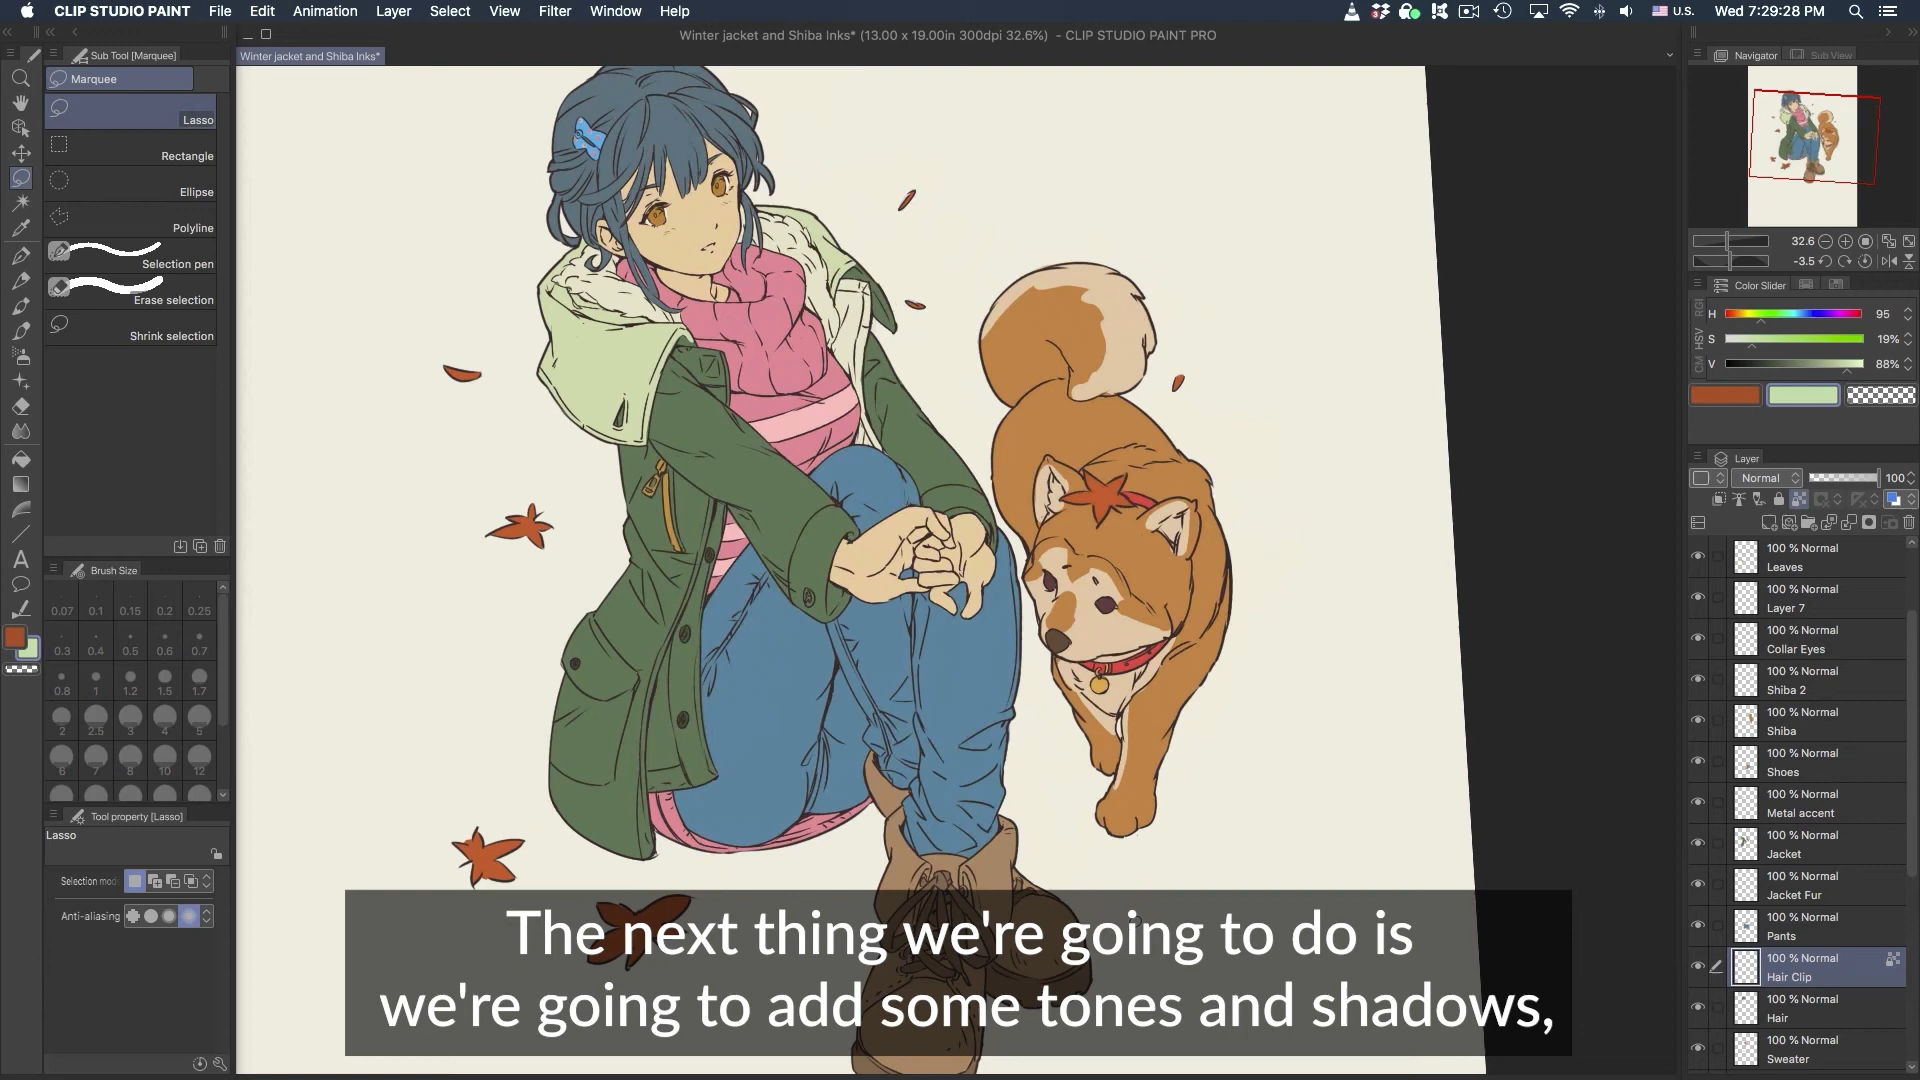 CLIP STUDIO PAINT File Edit Animation Layer Select View Filter Window Help U.S. Wed 7:29:28 PM
Winter jacket and Shiba Inks* (13.00 x 19.00in 300dpi 32.6%) - CLIP STUDIO PAINT PRO
Sub Tool [Marquee]
Winter jacket and Shiba Inks*
Marquee
Lasso
Rectangle
Ellipse
Polyline
Selection pen
Erase selection
Shrink selection
Brush Size
0.07 0.1 0.15 0.2 0.25
0.3 0.4 0.5 0.6 0.7
0.8 1 1.2 1.5 1.7
2 2.5 3 4 5
6 7 8 10 12
Tool property [Lasso]
Lasso
Selection mod
Anti-aliasing
Navigator Sub View
32.6
-3.5
Color Slider
H 95
S 19%
V 88%
HSV
Layer
Normal 100
100 % Normal
Leaves
100 % Normal
Layer 7
100 % Normal
Collar Eyes
100 % Normal
Shiba 2
100 % Normal
Shiba
100 % Normal
Shoes
100 % Normal
Metal accent
100 % Normal
Jacket
100 % Normal
Jacket Fur
100 % Normal
Pants
100 % Normal
Hair Clip
100 % Normal
Hair
100 % Normal
Sweater
The next thing we're going to do is
we're going to add some tones and shadows,